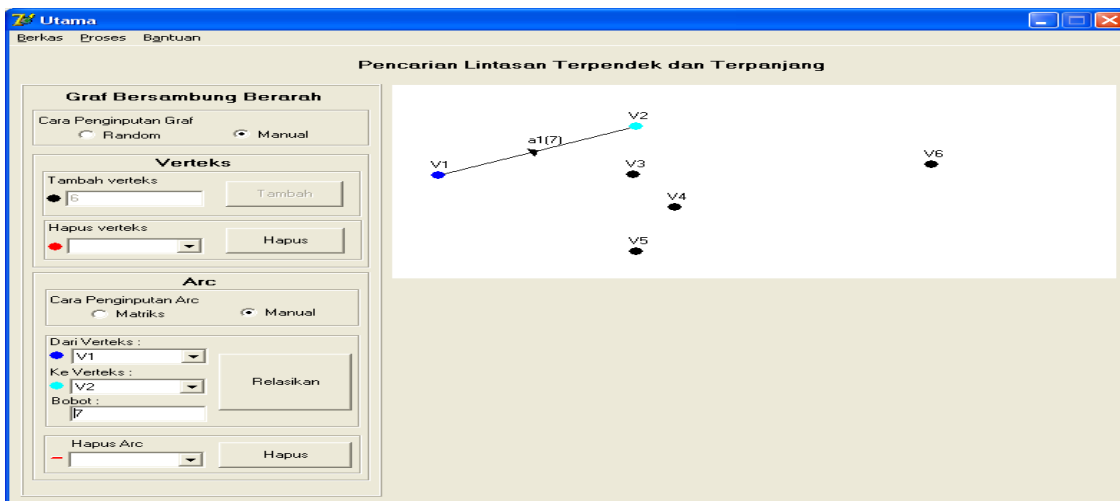 Utama
Berkas Proses Bantuan
Pencarian Lintasan Terpendek dan Terpanjang
Graf Bersambung Berarah
Cara Penginputan Graf
Random Manual
Verteks
Tambah verteks
6 Tambah
Hapus verteks
Hapus
Arc
Cara Penginputan Arc
Matriks Manual
Dari Verteks :
V1
Ke Verteks :
V2
Relasikan
Bobot :
7
Hapus Arc
Hapus
V2
a1(7)
V1
V3
V6
V4
V5